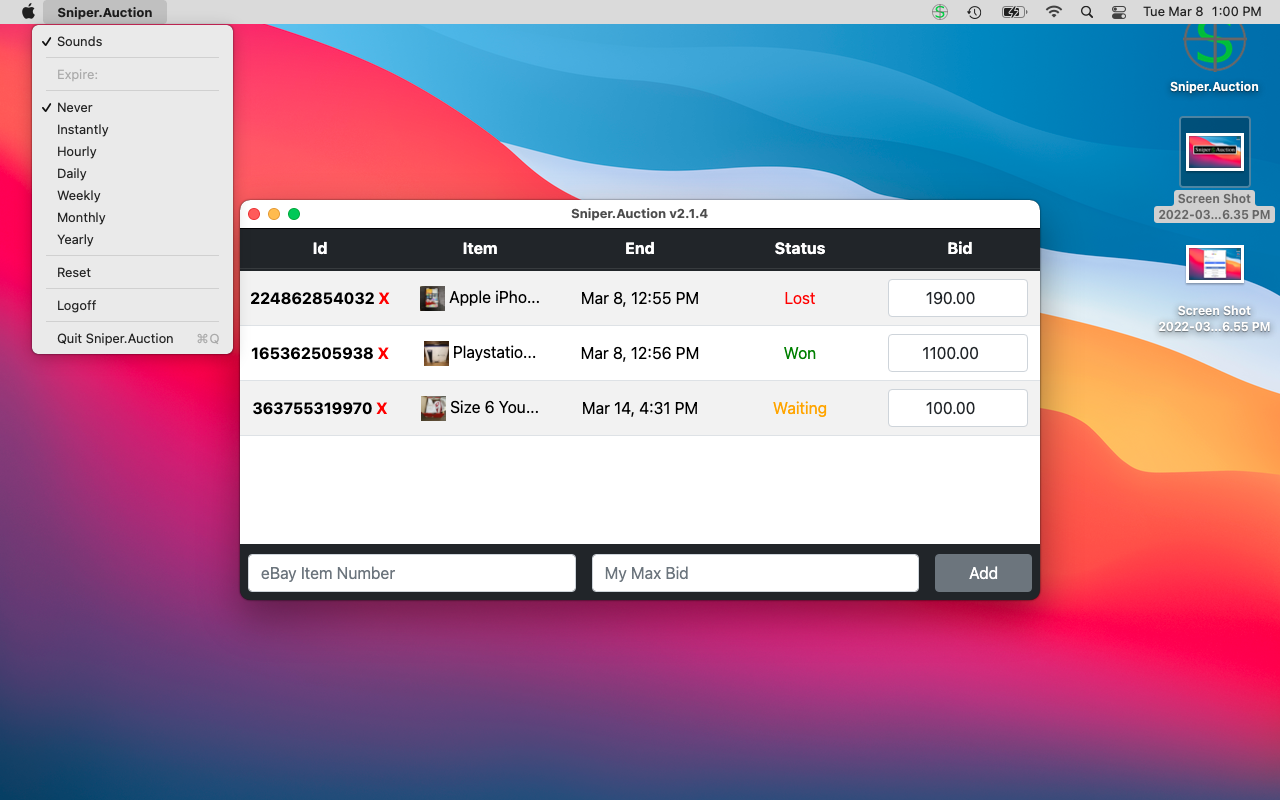 Sniper.Auction
Tue Mar 8 1:00 PM
Sounds
Expire:
Never
Instantly
Hourly
Daily
Weekly
Monthly
Yearly
Reset
Logoff
Quit Sniper.Auction ⌘Q
Sniper.Auction
Sniper Auction
Screen Shot
2022-03...6.35 PM
Screen Shot
2022-03...6.55 PM
Sniper.Auction v2.1.4
Id Item End Status Bid
224862854032 X Apple iPho... Mar 8, 12:55 PM Lost 190.00
165362505938 X Playstatio... Mar 8, 12:56 PM Won 1100.00
363755319970 X Size 6 You... Mar 14, 4:31 PM Waiting 100.00
eBay Item Number My Max Bid Add